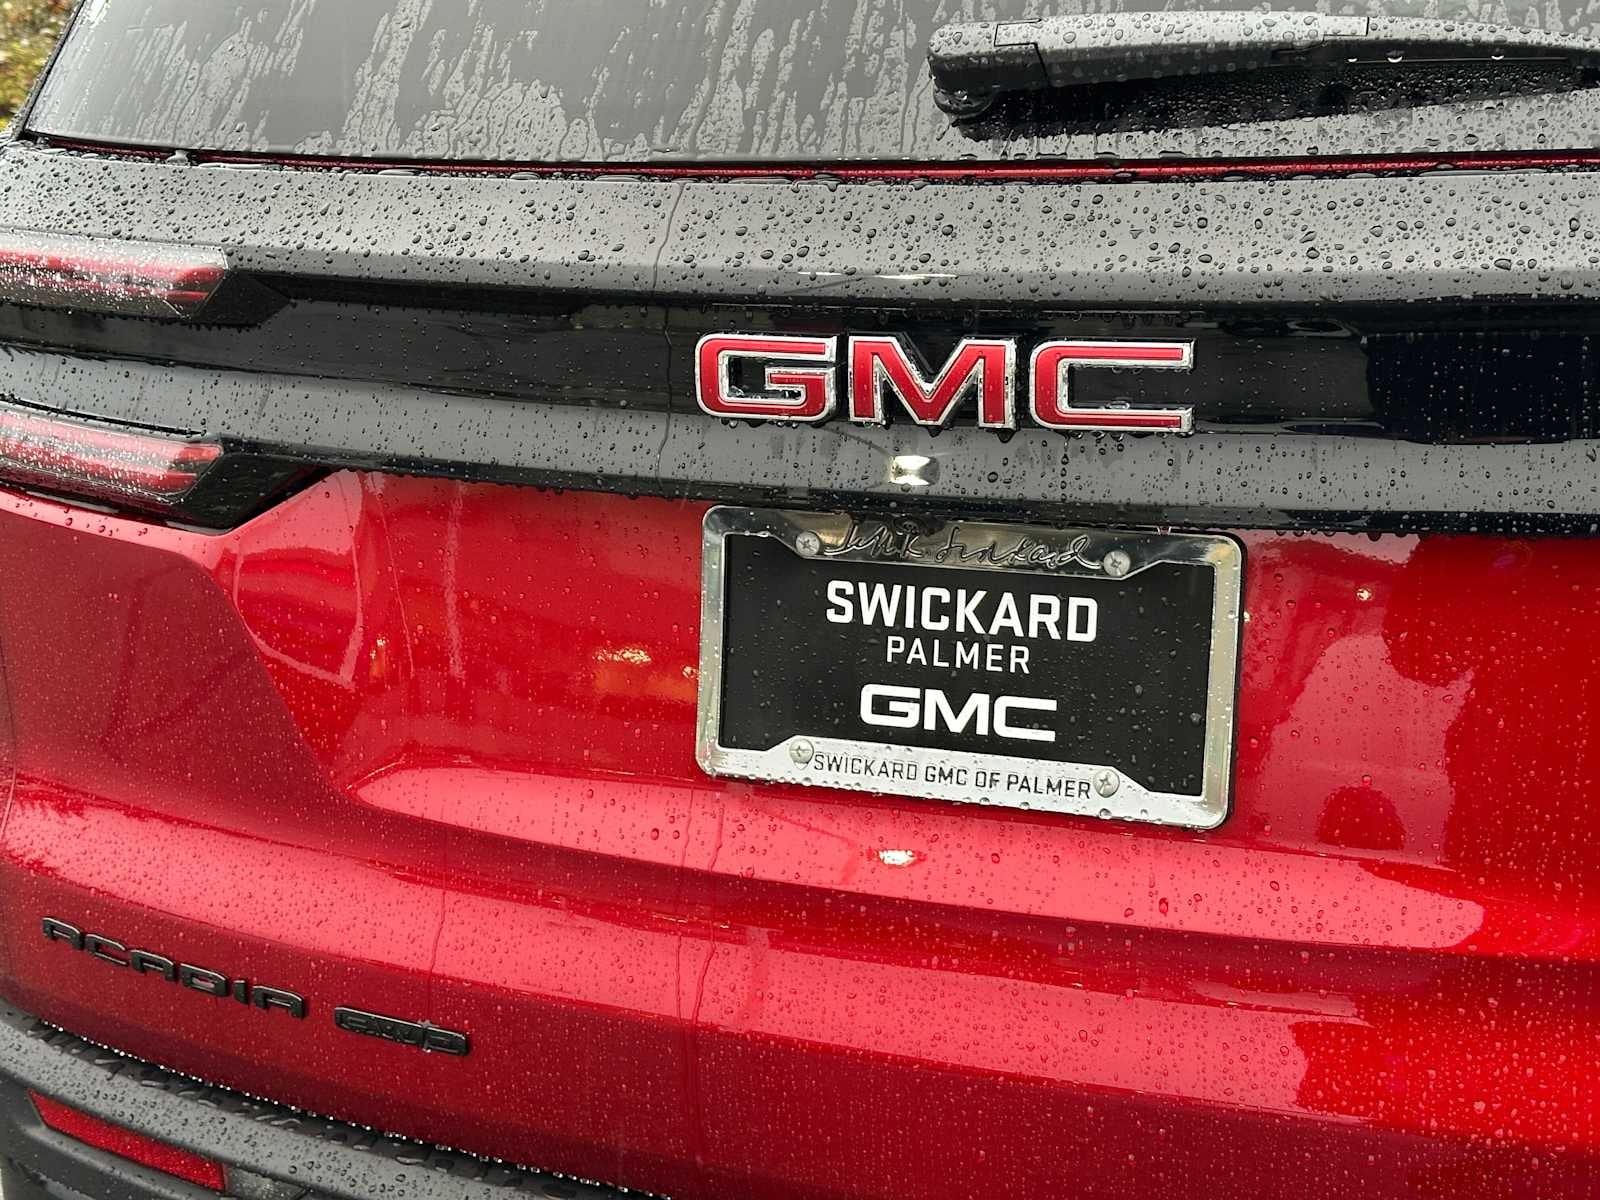 GMC
SWICKARD
PALMER
GMC
SWICKARD GMC OF PALMER
ACADIA AWD